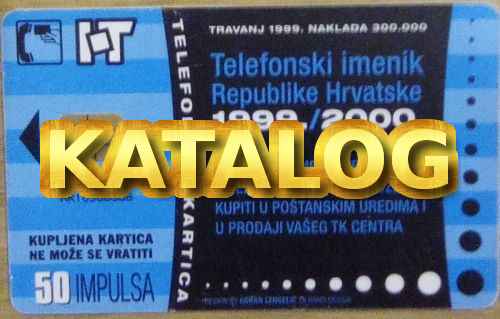 HT
TELEFON
KARTICA
TRAVANJ 1999. NAKLADA 300.000
Telefonski imenik
Republike Hrvatske
1999./2000
KATALOG
KUPITI U POŠTANSKIM UREDIMA I
U PRODAJI VAŠEG TK CENTRA
KUPLJENA KARTICA
NE MOŽE SE VRATITI
50 IMPULSA